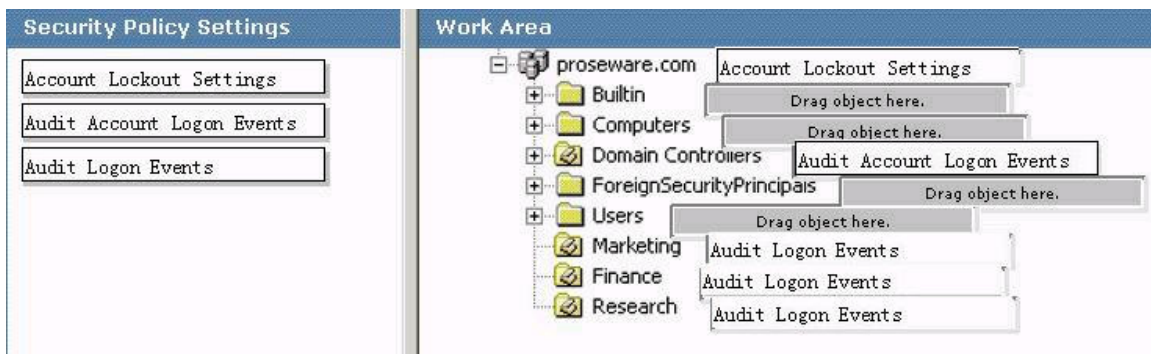 Security Policy Settings
Account Lockout Settings
Audit Account Logon Events
Audit Logon Events
Work Area
proseware.com Account Lockout Settings
Builtin Drag object here.
Computers Drag object here.
Domain Controllers Audit Account Logon Events
ForeignSecurityPrincipals Drag object here.
Users Drag object here.
Marketing Audit Logon Events
Finance Audit Logon Events
Research Audit Logon Events